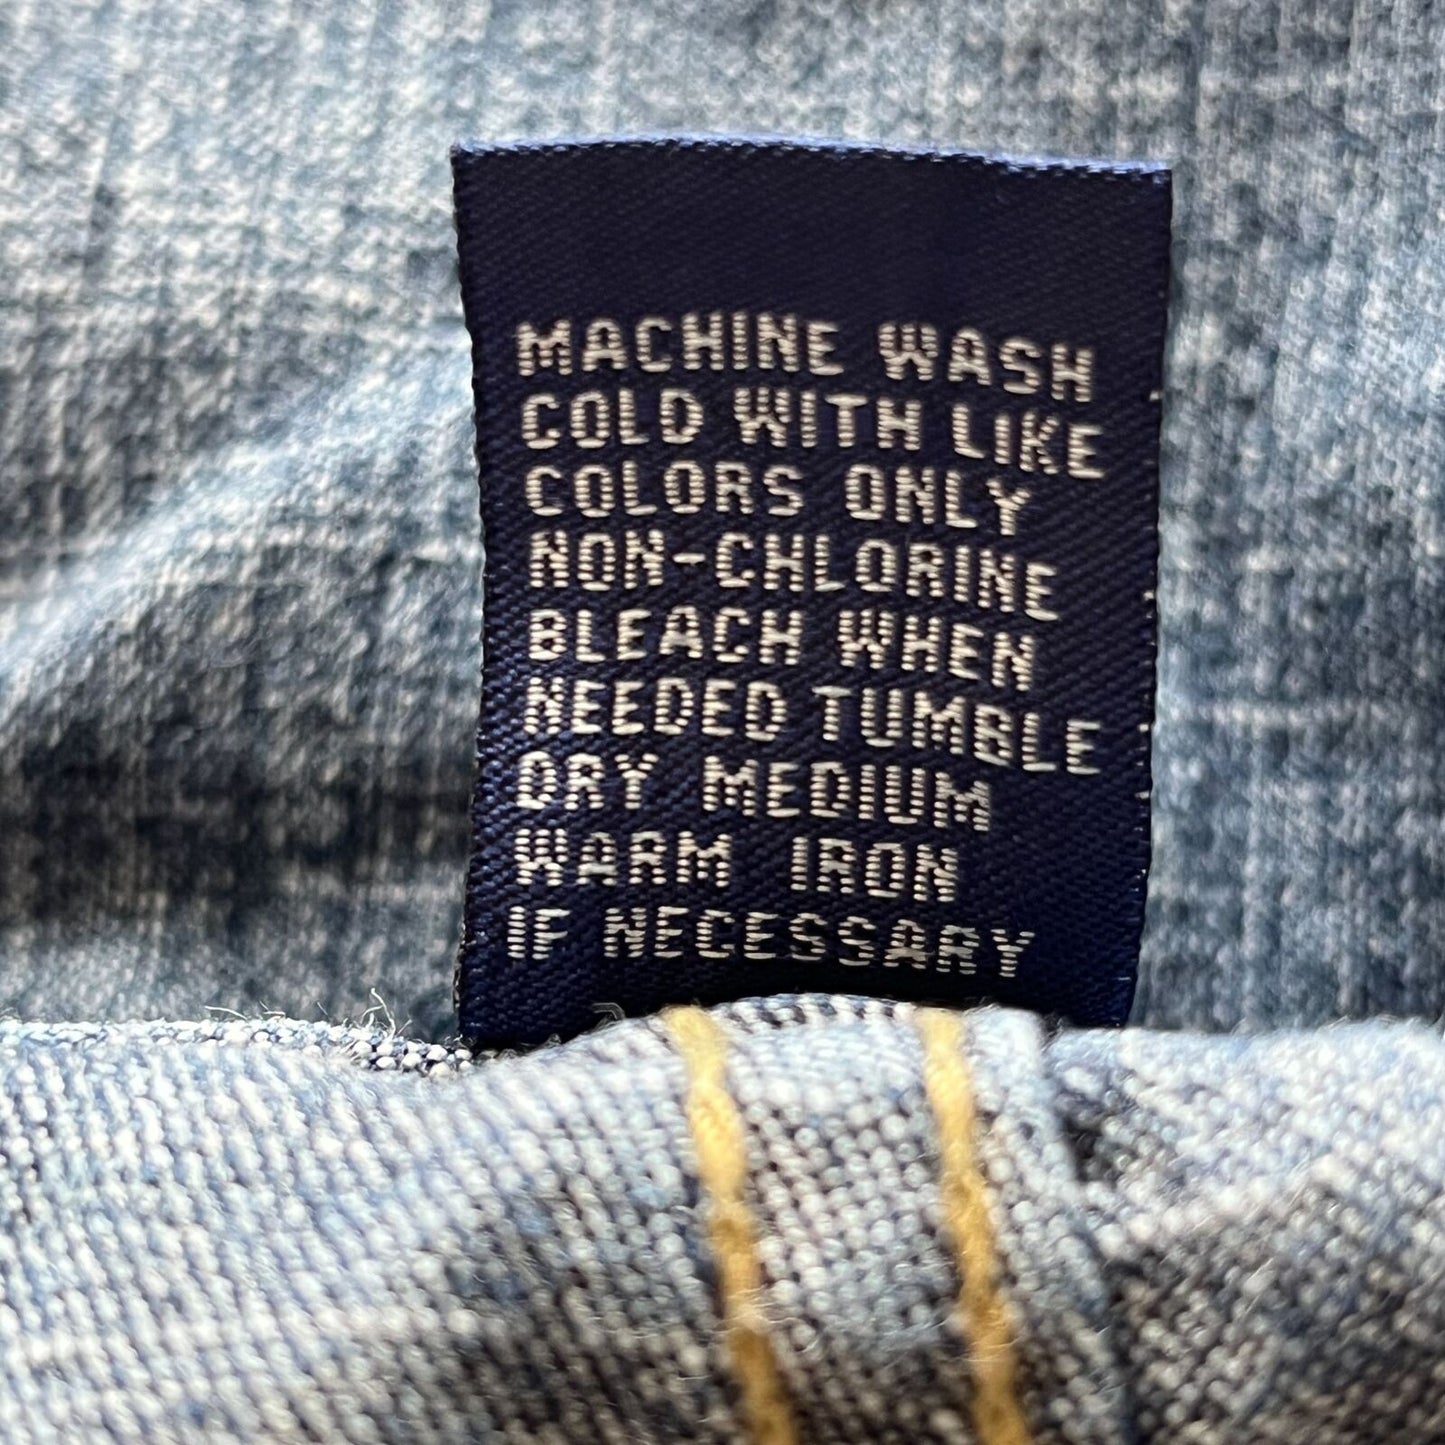 MACHINE WASH
COLD WITH LIKE
COLORS ONLY
NON-CHLORINE
BLEACH WHEN
NEEDED TUMBLE
DRY MEDIUM
WARM IRON
IF NECESSARY